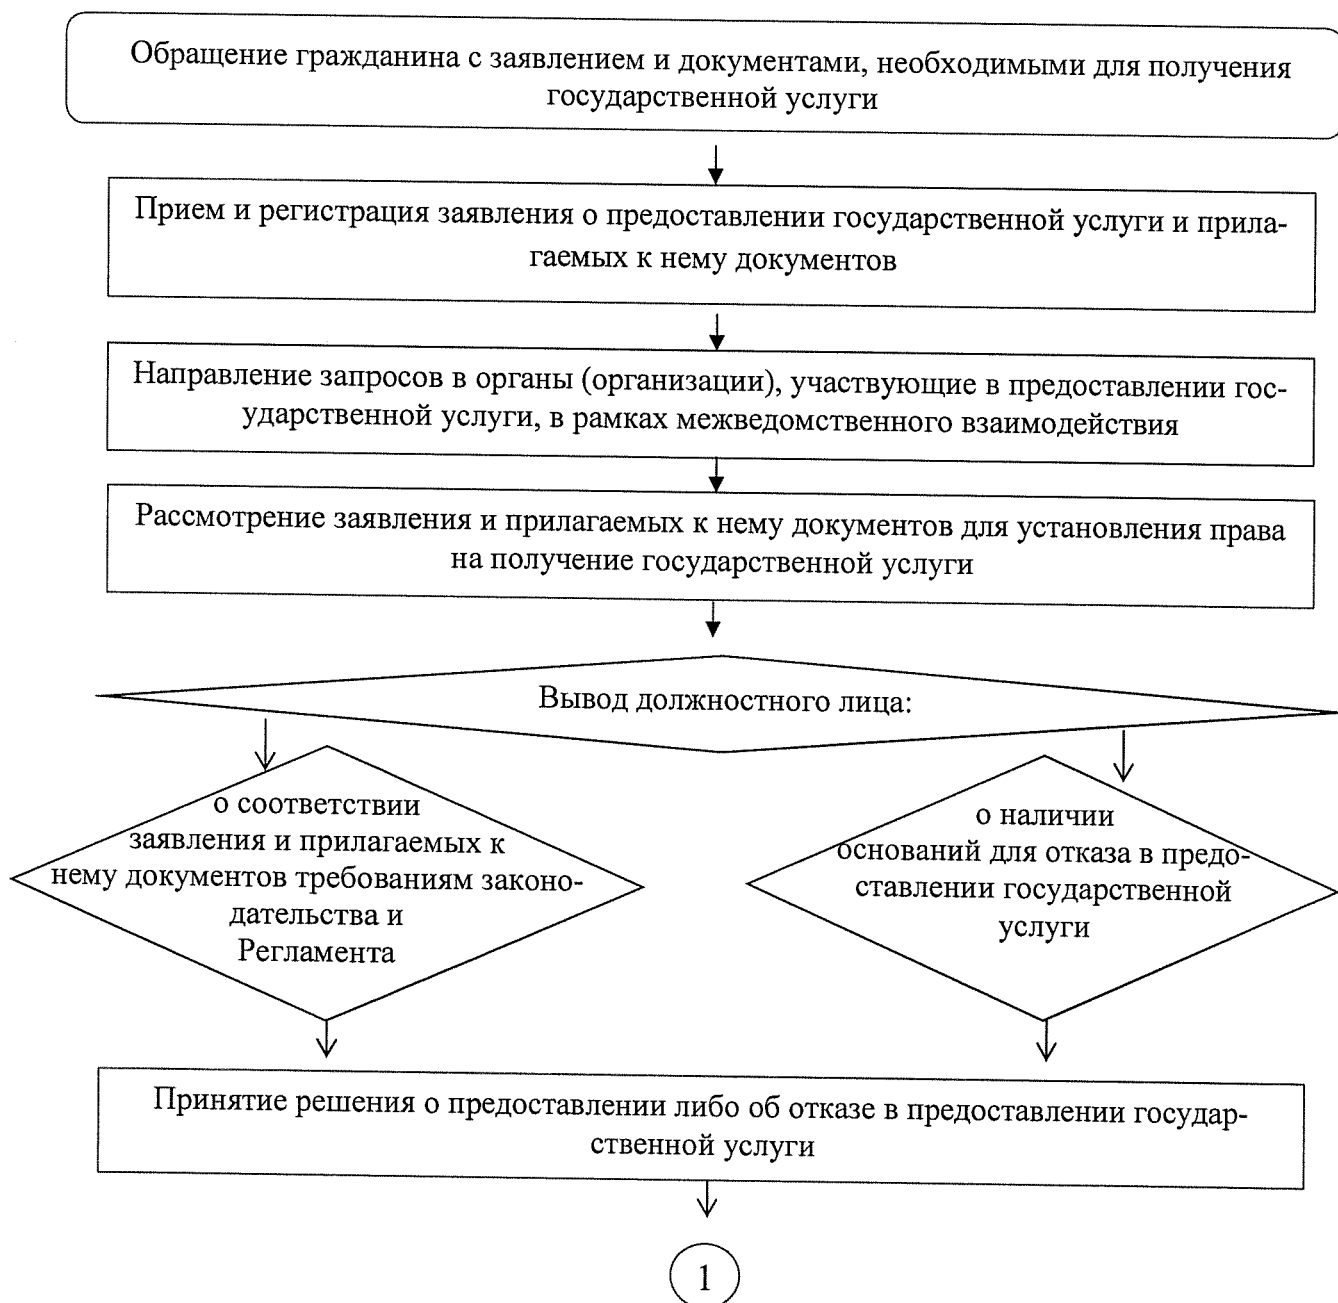 Обращение гражданина с заявлением и документами, необходимыми для получения
государственной услуги
Прием и регистрация заявления о предоставлении государственной услуги и прила-
гаемых к нему документов
Направление запросов в органы (организации), участвующие в предоставлении гос-
ударственной услуги, в рамках межведомственного взаимодействия
Рассмотрение заявления и прилагаемых к нему документов для установления права
на получение государственной услуги
Вывод должностного лица:
о соответствии
заявления и прилагаемых к
нему документов требованиям законо-
дательства и
Регламента
о наличии
оснований для отказа в предо-
ставлении государственной
услуги
Принятие решения о предоставлении либо об отказе в предоставлении государ-
ственной услуги
1